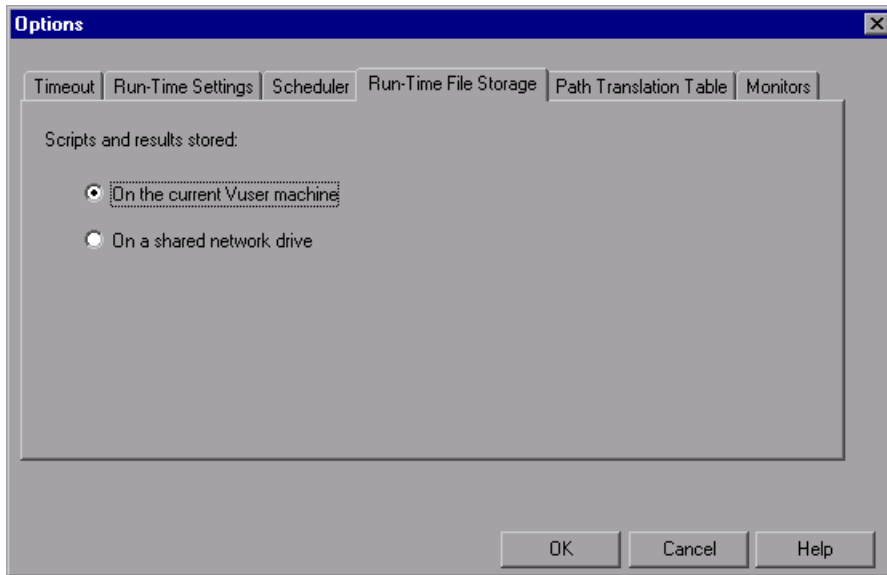 Options
Timeout Run-Time Settings Scheduler Run-Time File Storage Path Translation Table Monitors
Scripts and results stored:
On the current Vuser machine
On a shared network drive
OK Cancel Help